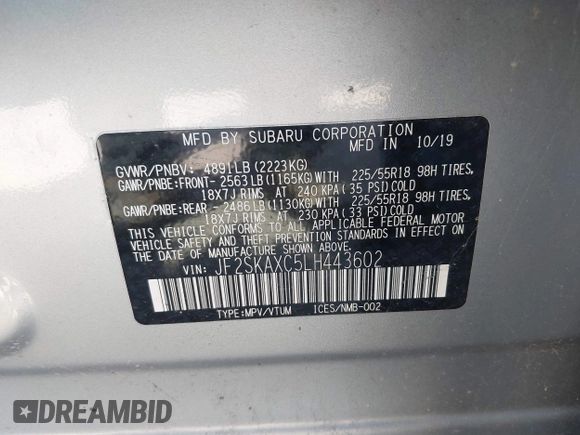 MFD BY SUBARU CORPORATION MFD IN 10/19
GVWR/PNBV: 4891LB(2223KG)
GAWR/PNBE:FRONT- 2563LB(1165KG)WITH 225/55R18 98H TIRES,
18X7J RIMS AT 240 KPA(35 PSI)COLD
GAWR/PNBE:REAR -2486LB(1130KG)WITH 225/55R18 98H TIRES,
18X7J RIMS AT 230 KPA(33 PSI)COLD
THIS VEHICLE CONFORMS TO ALL APPLICABLE FEDERAL MOTOR
VEHICLE SAFETY AND THEFT PREVENTION STANDARDS IN EFFECT ON
THE DATE OF MANUFACTURE SHOWN ABOVE.
VIN: JF2SKAXC5LH443602
TYPE:MPV/VTUM ICES/NMB-002
DREAMBID